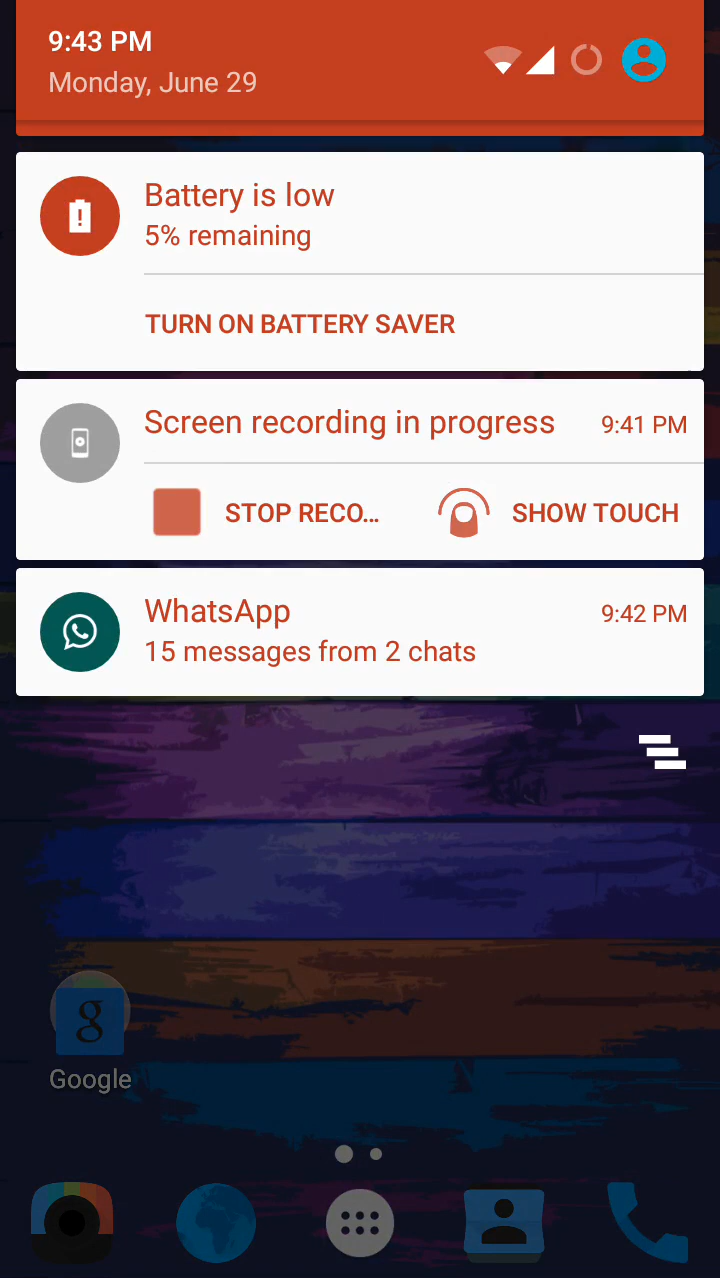 9:43 PM
Monday, June 29
Battery is low
5% remaining
TURN ON BATTERY SAVER
Screen recording in progress 9:41 PM
STOP RECO... SHOW TOUCH
WhatsApp 9:42 PM
15 messages from 2 chats
g
Google